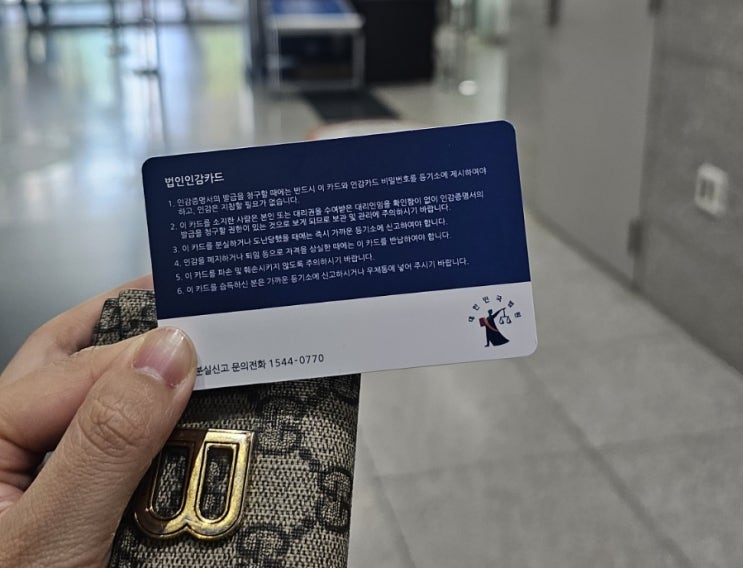 법인인감카드
1. 인감증명서의 발급을 청구할 때에는 반드시 이 카드와 인감카드 비밀번호를 등기소에 제시하여야
하고, 인감은 지참할 필요가 없습니다.
2. 이 카드를 소지한 사람은 본인 또는 대리권을 수여받은 대리인임을 확인함이 없이 인감증명서의
발급을 청구할 권한이 있는 것으로 보게 되므로 보관 및 관리에 주의하시기 바랍니다.
3. 이 카드를 분실하거나 도난당했을 때에는 즉시 가까운 등기소에 신고하여야 합니다.
4. 인감을 폐지하거나 퇴임 등으로 자격을 상실한 때에는 이 카드를 반납하여야 합니다.
5. 이 카드를 파손 및 훼손시키지 않도록 주의하시기 바랍니다.
6. 이 카드를 습득하신 분은 가까운 등기소에 신고하시거나 우체통에 넣어 주시기 바랍니다.
대한민국법원
분실신고 문의전화 1544-0770
B